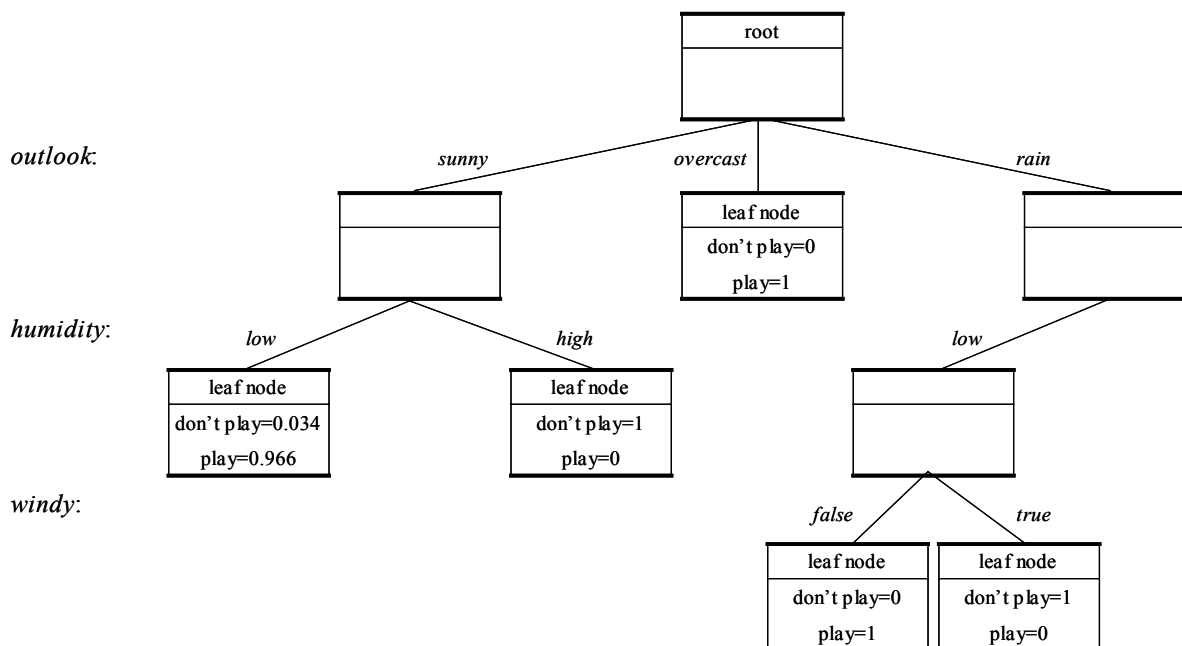 root
outlook:
sunny
overcast
rain
leaf node
don't play=0
play=1
humidity:
low
high
low
leaf node
don't play=0.034
play=0.966
leaf node
don't play=1
play=0
windy:
false
true
leaf node
don't play=0
play=1
leaf node
don't play=1
play=0